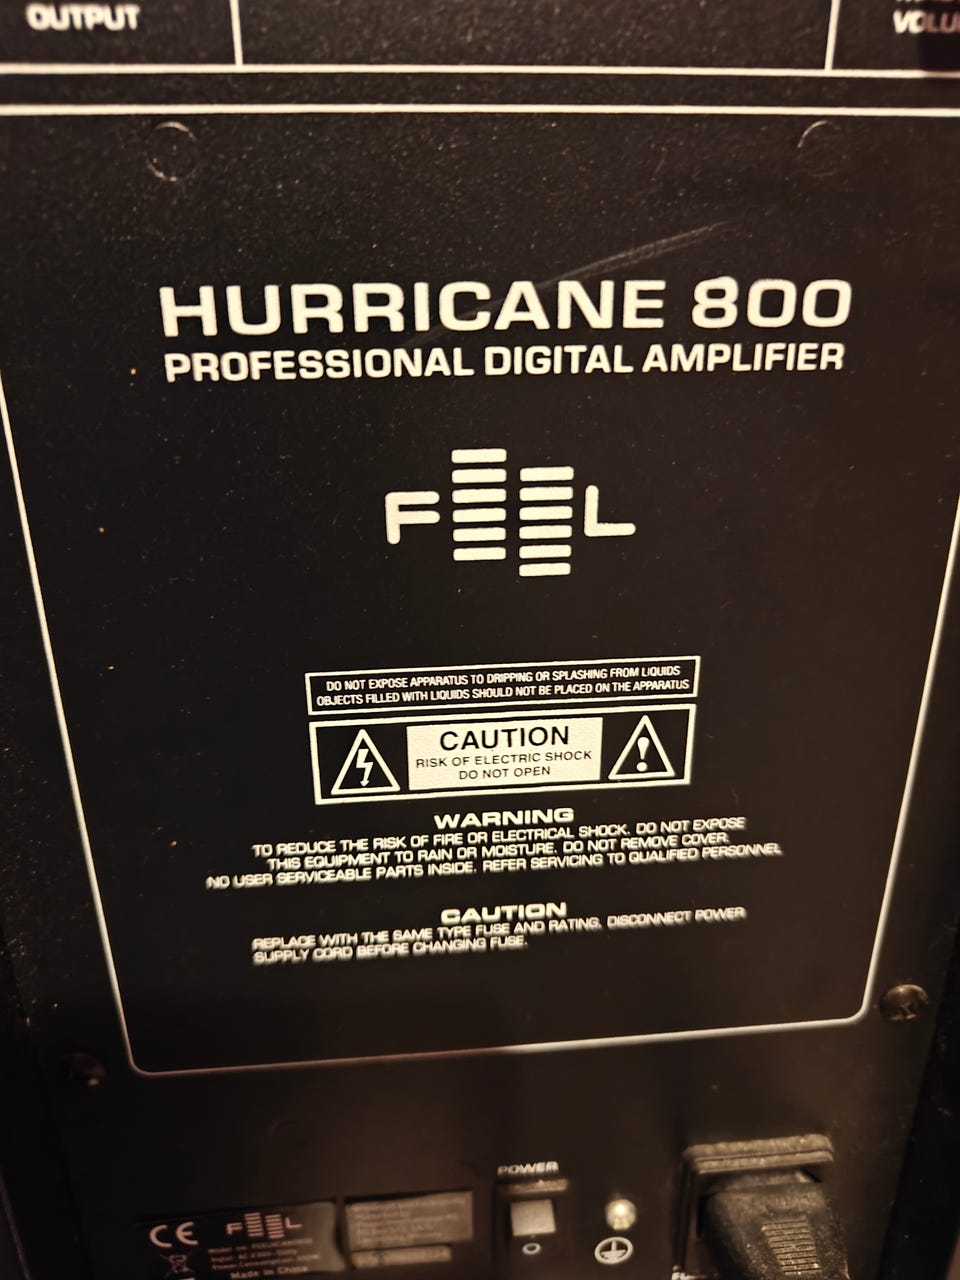 OUTPUT
HURRICANE 800
PROFESSIONAL DIGITAL AMPLIFIER
FEEL
DO NOT EXPOSE APPARATUS TO DRIPPING OR SPLASHING FROM LIQUIDS
OBJECTS FILLED WITH LIQUIDS SHOULD NOT BE PLACED ON THE APPARATUS
CAUTION
RISK OF ELECTRIC SHOCK
DO NOT OPEN
WARNING
TO REDUCE THE RISK OF FIRE OR ELECTRICAL SHOCK, DO NOT EXPOSE
THIS EQUIPMENT TO RAIN OR MOISTURE. DO NOT REMOVE COVER.
NO USER SERVICEABLE PARTS INSIDE. REFER SERVICING TO QUALIFIED PERSONNEL
CAUTION
REPLACE WITH THE SAME TYPE FUSE AND RATING. DISCONNECT POWER
SUPPLY CORD BEFORE CHANGING FUSE.
POWER
CE FEEL
Made in China